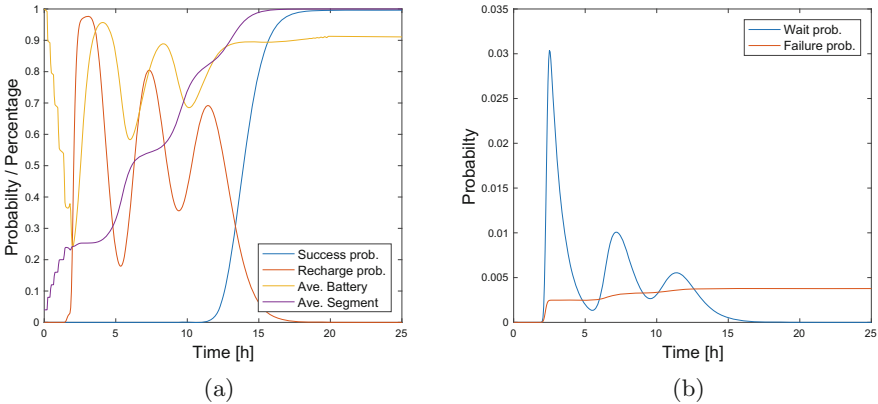 Probabilty / Percentage
1
0.9
0.8
0.7
0.6
0.5
0.4
0.3
0.2
0.1
0
0 5 10 15 20 25
Time [h]
Success prob.
Recharge prob.
Ave. Battery
Ave. Segment
(a)
Probabilty
0.035
0.03
0.025
0.02
0.015
0.01
0.005
0
0 5 10 15 20 25
Time [h]
Wait prob.
Failure prob.
(b)